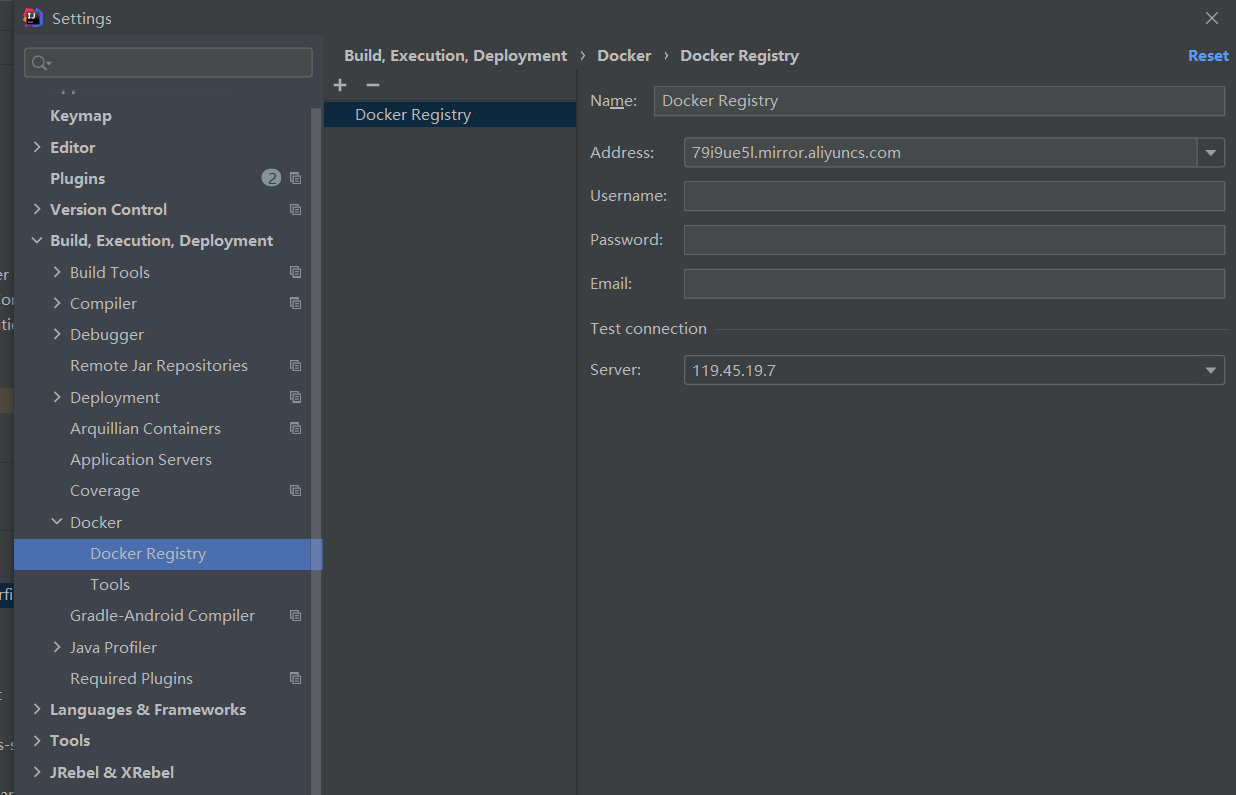 Settings
Keymap
Editor
Plugins 2
Version Control
Build, Execution, Deployment
Build Tools
Compiler
Debugger
Remote Jar Repositories
Deployment
Arquillian Containers
Application Servers
Coverage
Docker
Docker Registry
Tools
Gradle-Android Compiler
Java Profiler
Required Plugins
Languages & Frameworks
Tools
JRebel & XRebel
Build, Execution, Deployment › Docker › Docker Registry
Reset
Docker Registry
Name: Docker Registry
Address: 79i9ue5l.mirror.aliyuncs.com
Username:
Password:
Email:
Test connection
Server: 119.45.19.7